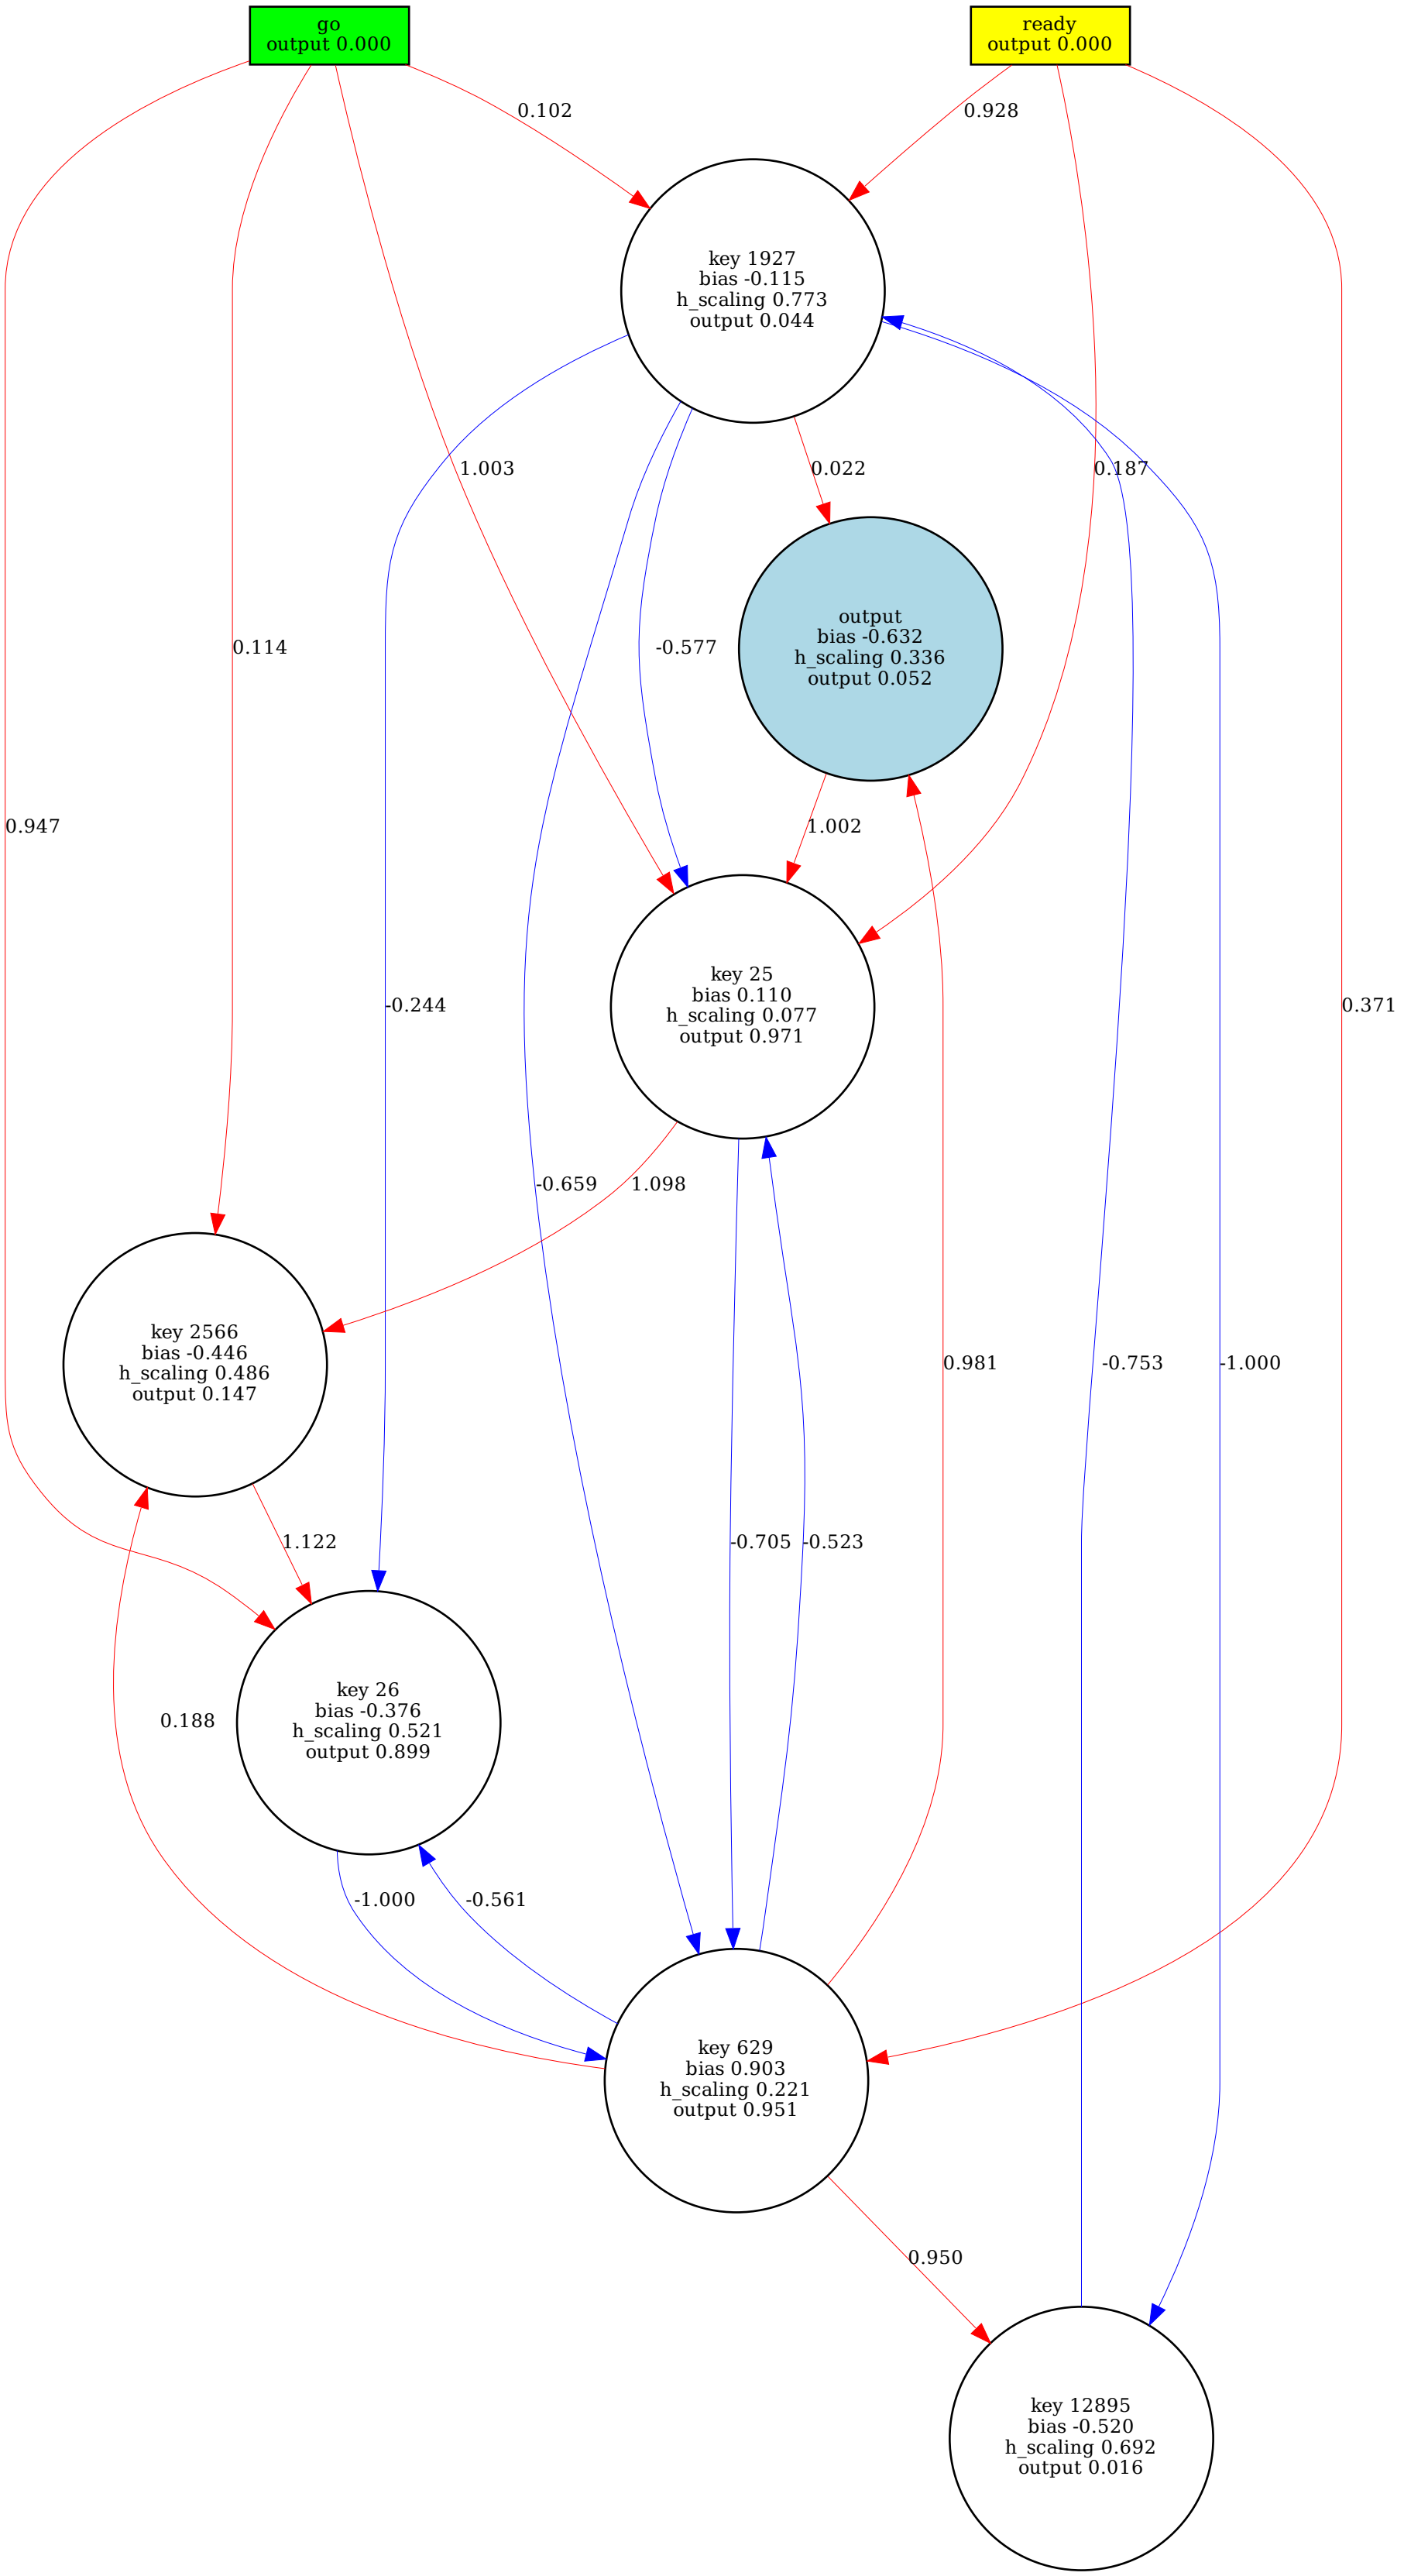 go
output 0.000
ready
output 0.000
0.102
0.928
key 1927
bias -0.115
h_scaling 0.773
output 0.044
1.003
0.022
0.187
0.114
-0.577
output
bias -0.632
h_scaling 0.336
output 0.052
0.947
1.002
-0.244
key 25
bias 0.110
h_scaling 0.077
output 0.971
0.371
-0.659
1.098
key 2566
bias -0.446
h_scaling 0.486
output 0.147
0.981
-0.753
-1.000
1.122
-0.705
-0.523
0.188
key 26
bias -0.376
h_scaling 0.521
output 0.899
-1.000
-0.561
key 629
bias 0.903
h_scaling 0.221
output 0.951
0.950
key 12895
bias -0.520
h_scaling 0.692
output 0.016